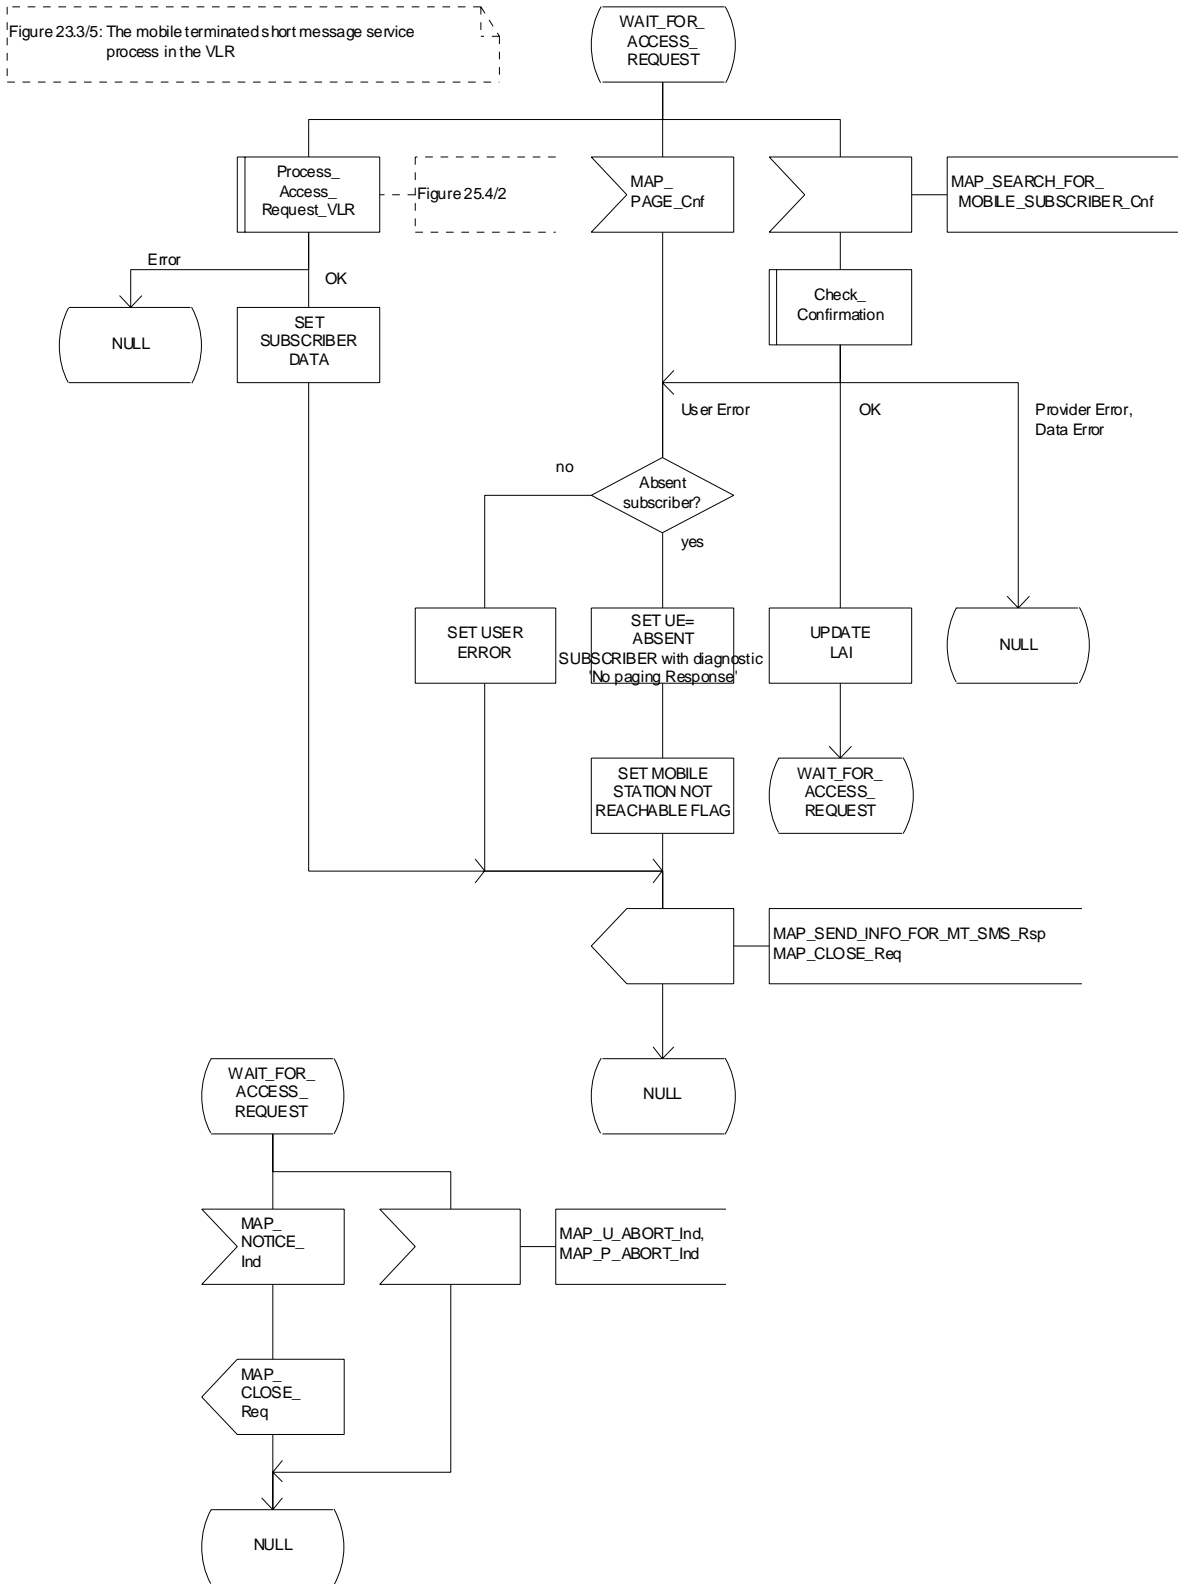 Figure 23.3/5: The mobile terminated short message service
process in the VLR
WAIT_FOR_
ACCESS_
REQUEST
Process_
Access_
Request_VLR
Figure 25.4/2
MAP_
PAGE_Cnf
MAP_SEARCH_FOR_
MOBILE_SUBSCRIBER_Cnf
Error
OK
NULL
SET
SUBSCRIBER
DATA
Check_
Confirmation
User Error
OK
Provider Error,
Data Error
no
Absent
subscriber?
yes
SET USER
ERROR
SET UE=
ABSENT
SUBSCRIBER with diagnostic
'No paging Response'
UPDATE
LAI
NULL
SET MOBILE
STATION NOT
REACHABLE FLAG
WAIT_FOR_
ACCESS_
REQUEST
MAP_SEND_INFO_FOR_MT_SMS_Rsp
MAP_CLOSE_Req
NULL
WAIT_FOR_
ACCESS_
REQUEST
MAP_
NOTICE_
Ind
MAP_U_ABORT_Ind,
MAP_P_ABORT_Ind
MAP_
CLOSE_
Req
NULL